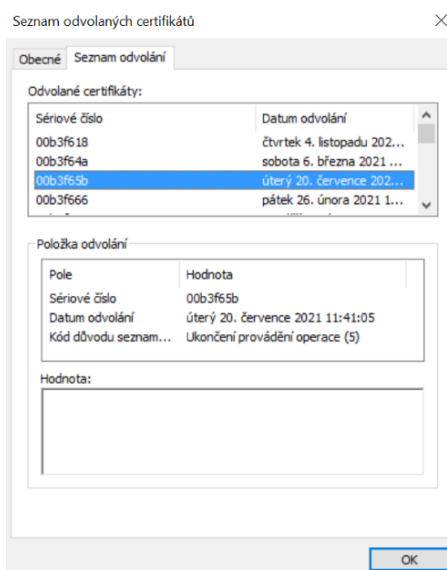 Seznam odvolaných certifikátů
Obecné Seznam odvolání
Odvolané certifikáty:
Sériové číslo Datum odvolání
00b3f618 čtvrtek 4. listopadu 202...
00b3f64a sobota 6. března 2021 ...
00b3f65b úterý 20. července 202...
00b3f666 pátek 26. února 2021 1...
Položka odvolání
Pole Hodnota
Sériové číslo 00b3f65b
Datum odvolání úterý 20. července 2021 11:41:05
Kód důvodu seznam... Ukončení provádění operace (5)
Hodnota:
OK